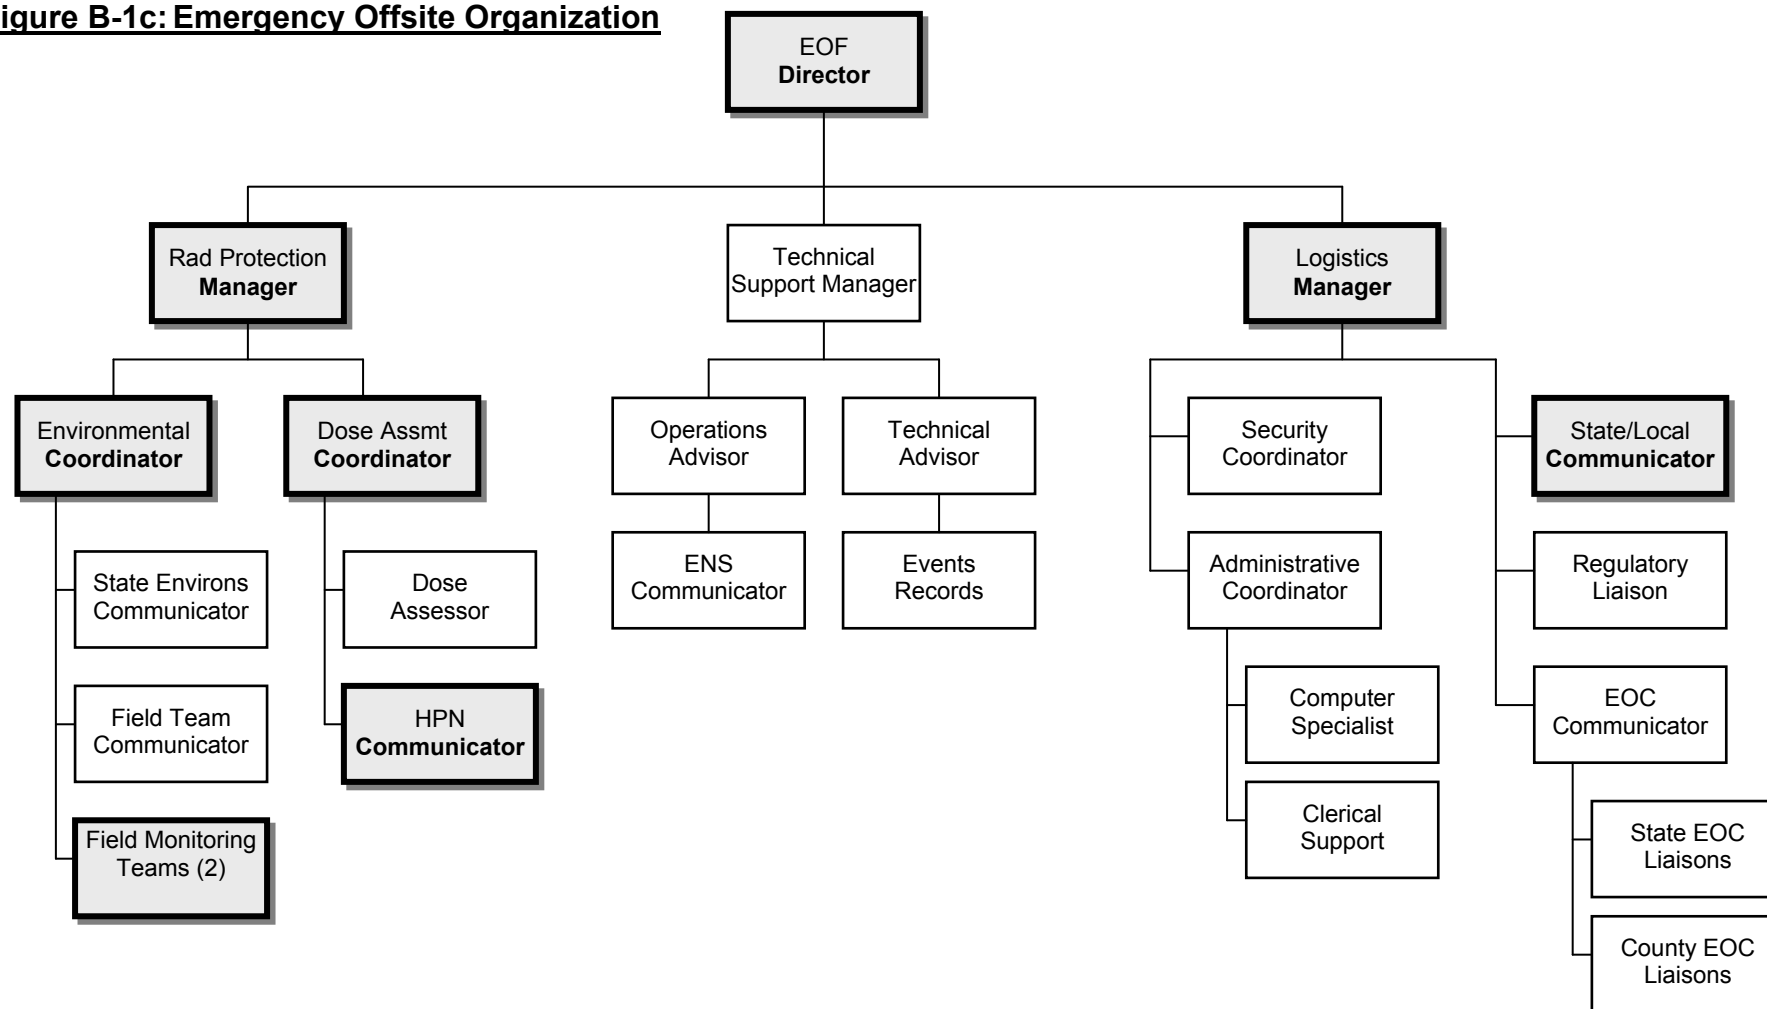 igure B-1c: Emergency Offsite Organization
EOF
Director
Rad Protection
Manager
Technical
Support Manager
Logistics
Manager
Environmental
Coordinator
Dose Assmt
Coordinator
Operations
Advisor
Technical
Advisor
Security
Coordinator
State/Local
Communicator
State Environs
Communicator
Dose
Assessor
ENS
Communicator
Events
Records
Administrative
Coordinator
Regulatory
Liaison
Field Team
Communicator
HPN
Communicator
Computer
Specialist
EOC
Communicator
Field Monitoring
Teams (2)
Clerical
Support
State EOC
Liaisons
County EOC
Liaisons